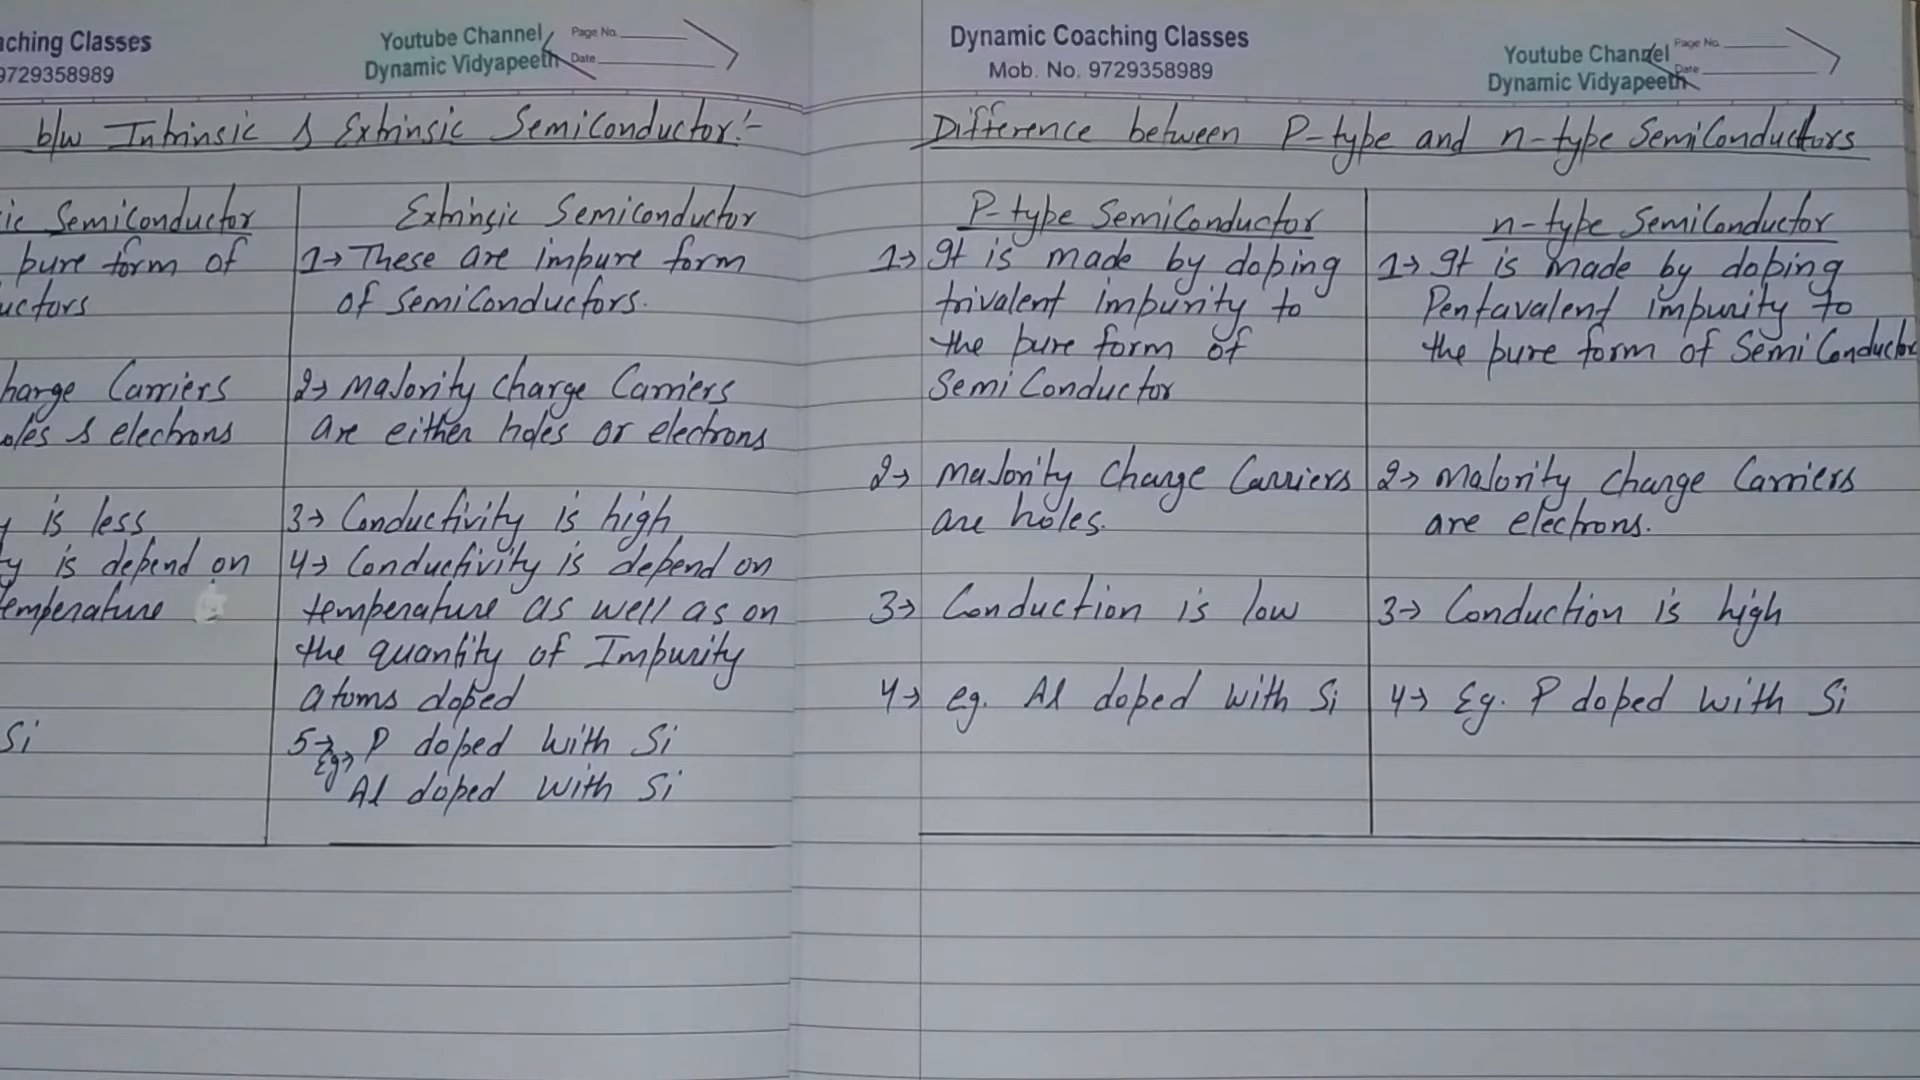 aching Classes
9729358989
Youtube Channel
Dynamic Vidyapeeth
Page No.
Date
b/w Intrinsic & Extrinsic Semiconductor:-
ic Semiconductor
pure form of
uctors
harge Carriers
oles & electrons
y is less
ty is depend on
temperature
Si
Extrinsic Semiconductor
1→ These are impure form
of semiconductors.
2→ Majority charge Carriers
are either holes or electrons
3→ Conductivity is high
4→ Conductivity is depend on
temperature as well as on
the quantity of Impurity
atoms doped
5→ P doped with Si
Eg→
Al doped with Si
Dynamic Coaching Classes
Mob. No. 9729358989
Youtube Channel
Dynamic Vidyapeeth
Page No.
Date
Difference between P-type and n-type SemiConductors
P-type SemiConductor
1→ It is made by doping
trivalent impurity to
the pure form of
SemiConductor
2→ Majority Charge Carriers
are holes.
3→ Conduction is low
4→ eg. Al doped with Si
n-type SemiConductor
1→ It is made by doping
Pentavalent impurity to
the pure form of SemiConductor
2→ Majority charge Carriers
are electrons.
3→ Conduction is high
4→ Eg. P doped with Si